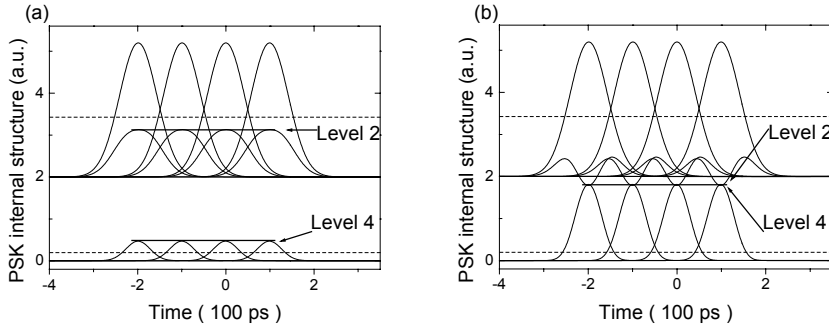 (a)
PSK internal structure (a.u.)
4
2
0
Level 2
Level 4
-4 -2 0 2
Time ( 100 ps )
(b)
PSK internal structure (a.u.)
4
2
0
Level 2
Level 4
-4 -2 0 2
Time ( 100 ps )